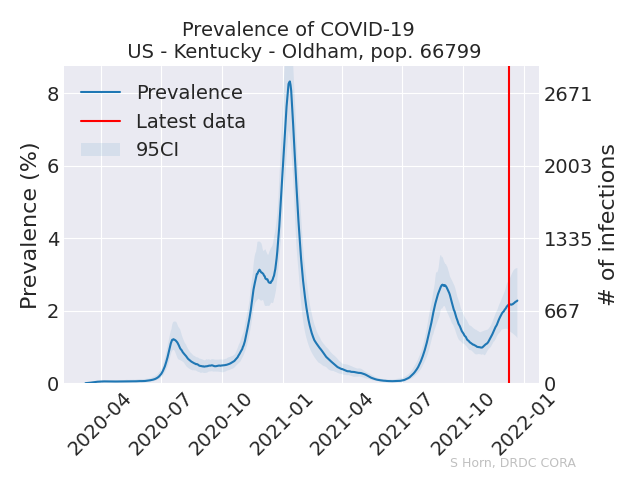 Prevalence of COVID-19
US - Kentucky - Oldham, pop. 66799
Prevalence
Latest data
95CI
Prevalence (%)
8
6
4
2
0
2671
2003
1335
667
0
# of infections
2020-04
2020-07
2020-10
2021-01
2021-04
2021-07
2021-10
2022-01
S Horn, DRDC CORA